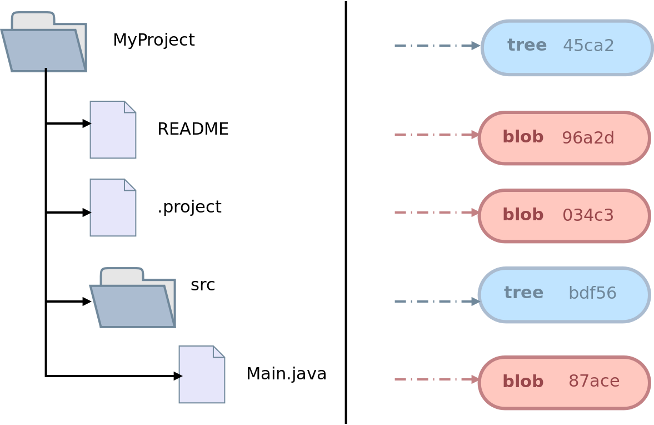 MyProject
tree 45ca2
README
blob 96a2d
.project
blob 034c3
src
tree bdf56
Main.java
blob 87ace